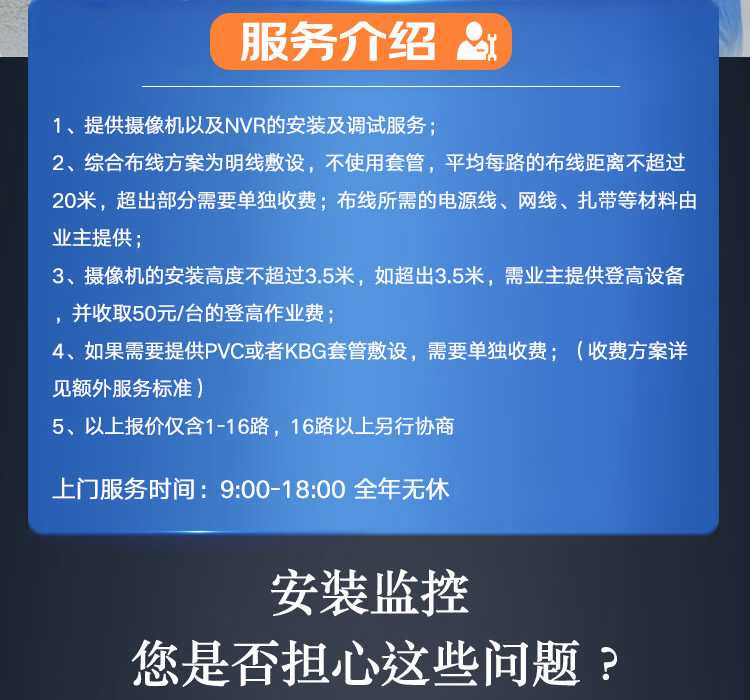 服务介绍
1、提供摄像机以及NVR的安装及调试服务；
2、综合布线方案为明线敷设，不使用套管，平均每路的布线距离不超过
20米，超出部分需要单独收费；布线所需的电源线、网线、扎带等材料由
业主提供；
3、摄像机的安装高度不超过3.5米，如超出3.5米，需业主提供登高设备
，并收取50元/台的登高作业费；
4、如果需要提供PVC或者KBG套管敷设，需要单独收费；（收费方案详
见额外服务标准）
5、以上报价仅含1-16路，16路以上另行协商
上门服务时间：9:00-18:00 全年无休
安装监控
您是否担心这些问题？